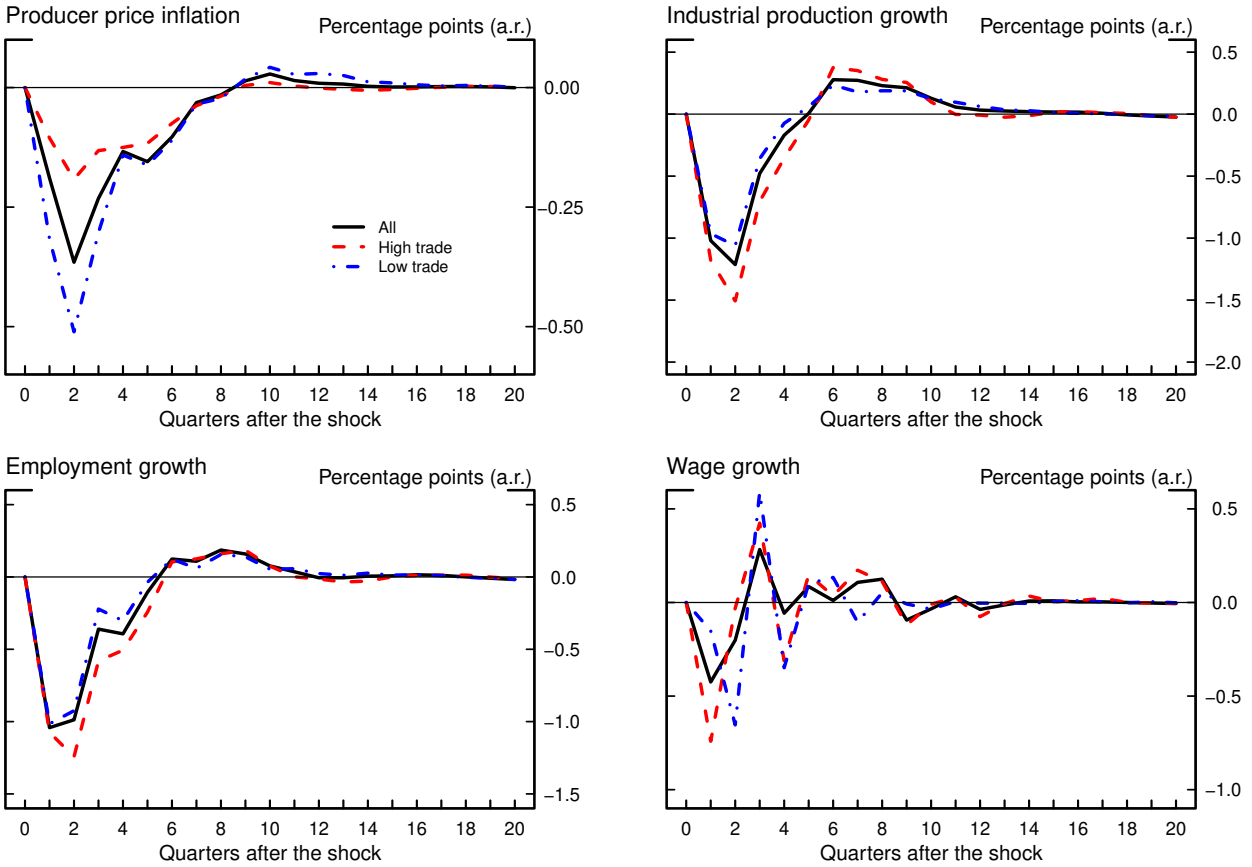 Producer price inflation
Percentage points (a.r.)
0.00
−0.25
−0.50
All
High trade
Low trade
0 2 4 6 8 10 12 14 16 18 20
Quarters after the shock
Industrial production growth
Percentage points (a.r.)
0.5
0.0
−0.5
−1.0
−1.5
−2.0
0 2 4 6 8 10 12 14 16 18 20
Quarters after the shock
Employment growth
Percentage points (a.r.)
0.5
0.0
−0.5
−1.0
−1.5
0 2 4 6 8 10 12 14 16 18 20
Quarters after the shock
Wage growth
Percentage points (a.r.)
0.5
0.0
−0.5
−1.0
0 2 4 6 8 10 12 14 16 18 20
Quarters after the shock